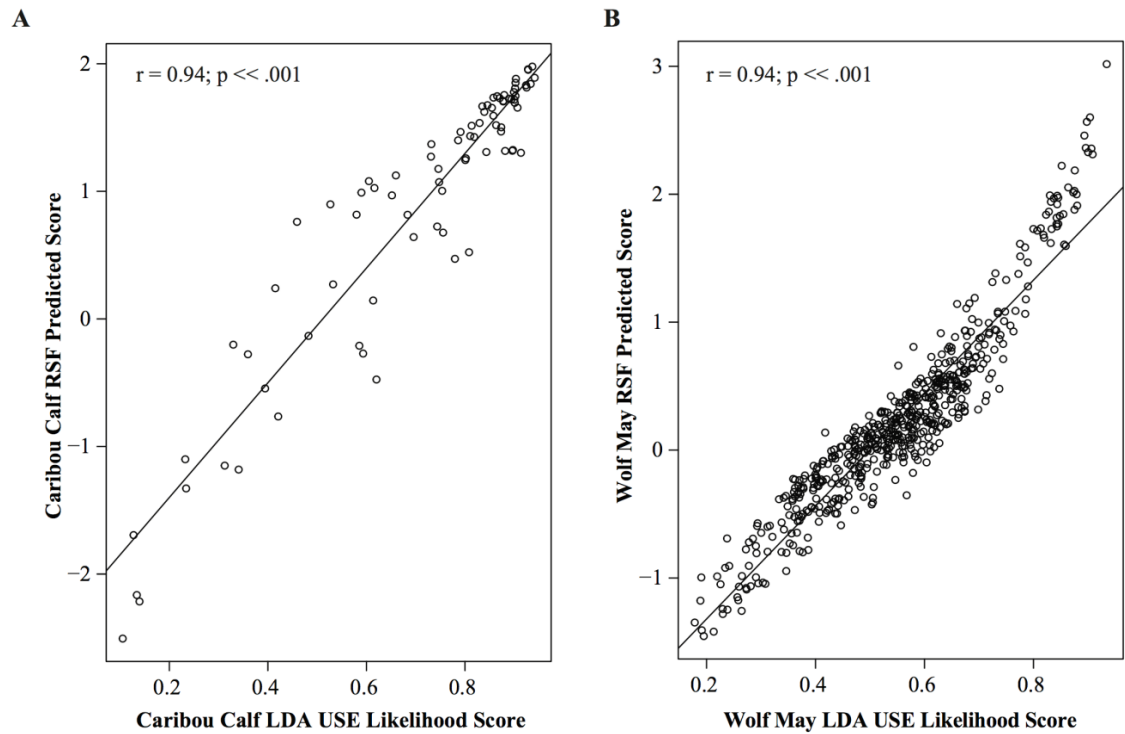 A
r = 0.94; p << .001
Caribou Calf RSF Predicted Score
2
1
0
−1
−2
0.2 0.4 0.6 0.8
Caribou Calf LDA USE Likelihood Score
B
r = 0.94; p << .001
Wolf May RSF Predicted Score
3
2
1
0
−1
0.2 0.4 0.6 0.8
Wolf May LDA USE Likelihood Score